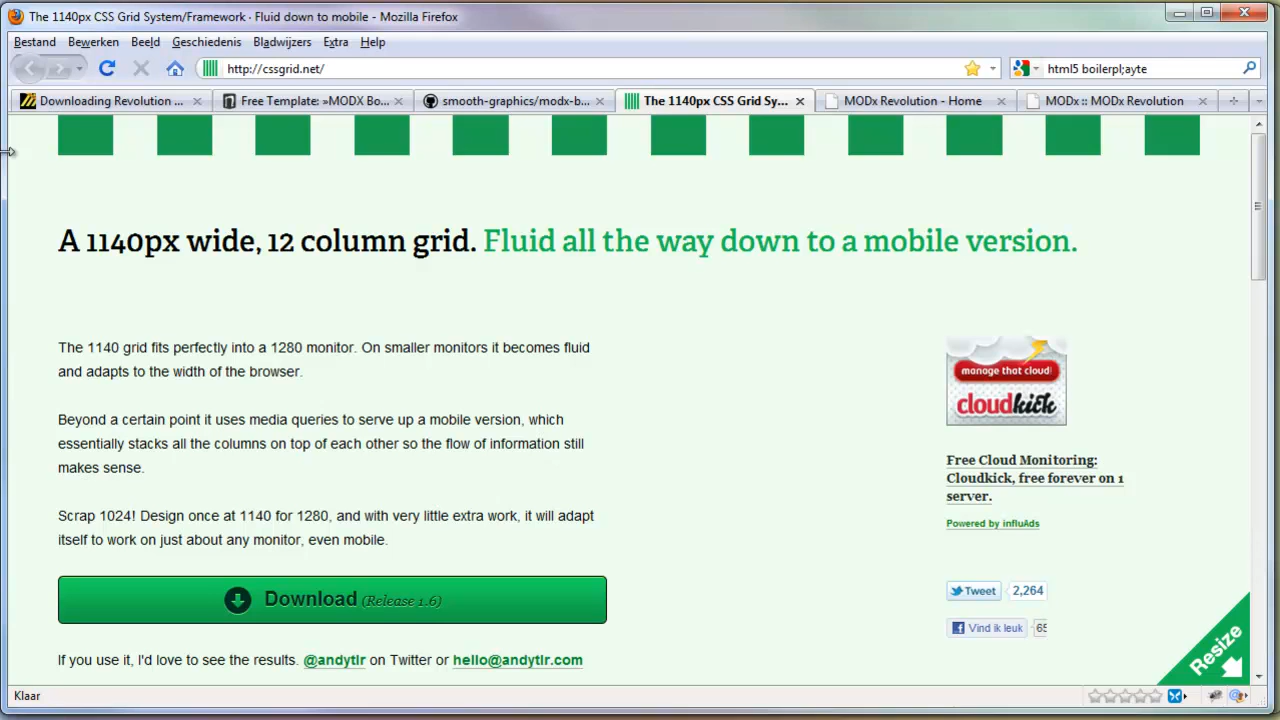 The 1140px CSS Grid System/Framework · Fluid down to mobile - Mozilla Firefox
Bestand Bewerken Beeld Geschiedenis Bladwijzers Extra Help
http://cssgrid.net/ html5 boilerpl;ayte
Downloading Revolution ... Free Template: »MODX Bo... smooth-graphics/modx-b... The 1140px CSS Grid Sy... MODx Revolution - Home MODx :: MODx Revolution
A 1140px wide, 12 column grid. Fluid all the way down to a mobile version.
The 1140 grid fits perfectly into a 1280 monitor. On smaller monitors it becomes fluid
and adapts to the width of the browser.
Beyond a certain point it uses media queries to serve up a mobile version, which
essentially stacks all the columns on top of each other so the flow of information still
makes sense.
Scrap 1024! Design once at 1140 for 1280, and with very little extra work, it will adapt
itself to work on just about any monitor, even mobile.
Download (Release 1.6)
If you use it, I'd love to see the results. @andytlr on Twitter or hello@andytlr.com
manage that cloud!
cloudkick
Free Cloud Monitoring:
Cloudkick, free forever on 1
server.
Powered by influAds
Tweet 2,264
Vind ik leuk 65
Resize
Klaar